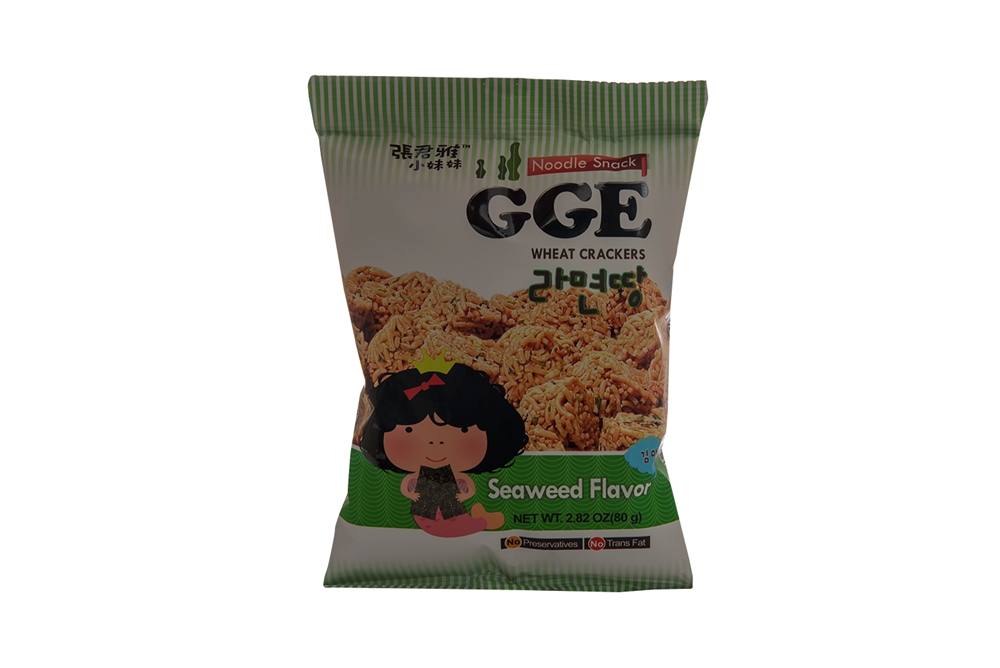 張君雅™
小妹妹
Noodle Snack
GGE
WHEAT CRACKERS
라면땅
김
Seaweed Flavor
NET WT. 2.82 OZ(80 g)
No Preservatives No Trans Fat